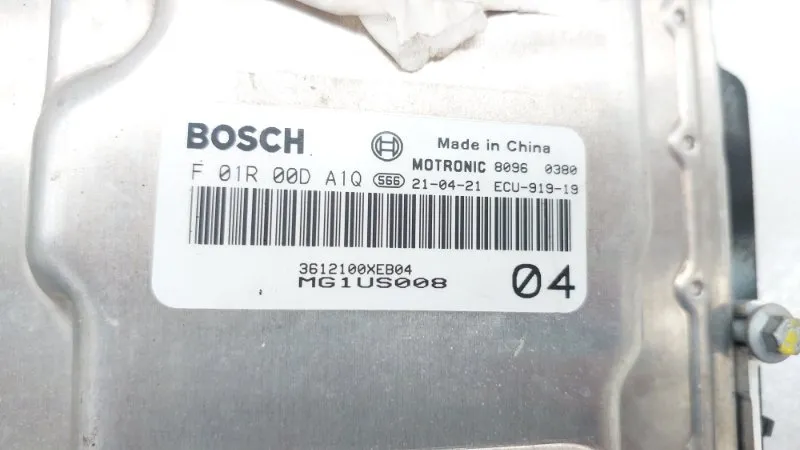 BOSCH Made in China
MOTRONIC 8096 0380
F 01R 00D A1Q 566 21-04-21 ECU-919-19
3612100XEB04
MG1US008 04